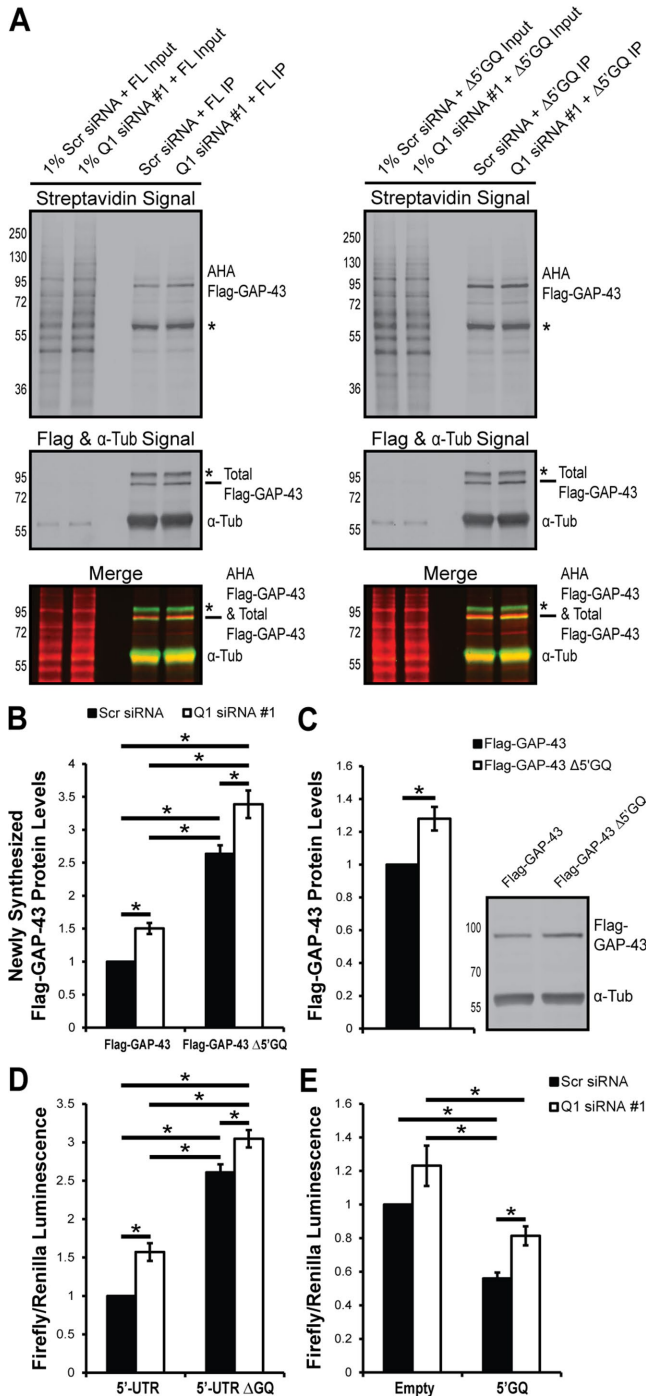 A
1% Scr siRNA + FL Input
1% Q1 siRNA #1 + FL Input
Scr siRNA + FL IP
Q1 siRNA #1 + FL IP
Streptavidin Signal
250
130
95
72
55
36
AHA
Flag-GAP-43
*
Flag & α-Tub Signal
95
72
55
* Total
Flag-GAP-43
α-Tub
Merge
95
72
55
AHA
Flag-GAP-43
* & Total
Flag-GAP-43
α-Tub
1% Scr siRNA + Δ5'GQ Input
1% Q1 siRNA #1 + Δ5'GQ Input
Scr siRNA + Δ5'GQ IP
Q1 siRNA #1 + Δ5'GQ IP
Streptavidin Signal
250
130
95
72
55
36
AHA
Flag-GAP-43
*
Flag & α-Tub Signal
95
72
55
* Total
Flag-GAP-43
α-Tub
Merge
95
72
55
AHA
Flag-GAP-43
* & Total
Flag-GAP-43
α-Tub
B
Scr siRNA
Q1 siRNA #1
Newly Synthesized
Flag-GAP-43 Protein Levels
4
3.5
3
2.5
2
1.5
1
0.5
0
*
*
*
*
*
*
Flag-GAP-43
Flag-GAP-43 Δ5'GQ
C
Flag-GAP-43
Flag-GAP-43 Δ5'GQ
Flag-GAP-43 Protein Levels
1.6
1.4
1.2
1
0.8
0.6
0.4
0.2
0
*
Flag-GAP-43
Flag-GAP-43 Δ5'GQ
100
70
55
Flag-
GAP-43
α-Tub
D
Firefly/Renilla Luminescence
3.5
3
2.5
2
1.5
1
0.5
0
*
*
*
*
*
*
5'-UTR
5'-UTR ΔGQ
E
Scr siRNA
Q1 siRNA #1
Firefly/Renilla Luminescence
1.6
1.4
1.2
1
0.8
0.6
0.4
0.2
0
*
*
*
*
Empty
5'GQ